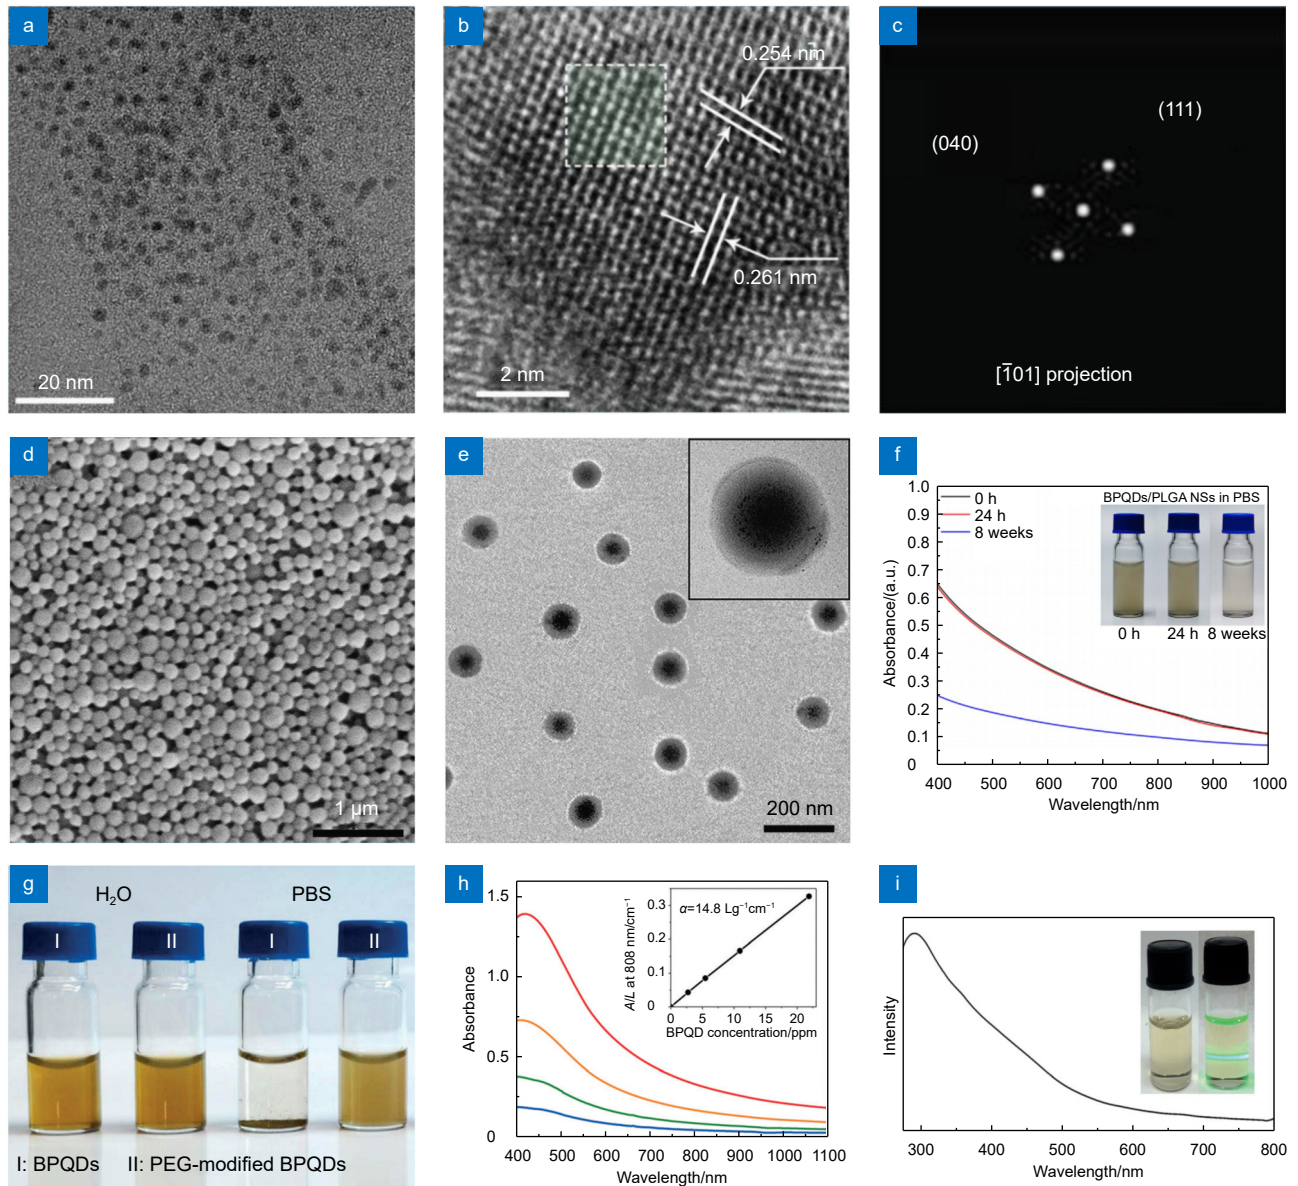 a
20 nm
b
0.254 nm
0.261 nm
2 nm
c
(111)
(040)
[1̄01] projection
d
1 μm
e
200 nm
f
1.0
0.9
0.8
0.7
0.6
0.5
0.4
0.3
0.2
0.1
0
Absorbance/(a.u.)
0 h
24 h
8 weeks
BPQDs/PLGA NSs in PBS
0 h 24 h 8 weeks
400 500 600 700 800 900 1000
Wavelength/nm
g
H₂O PBS
I II I II
I: BPQDs II: PEG-modified BPQDs
h
1.5
1.0
0.5
0
Absorbance
400 500 600 700 800 900 1000 1100
Wavelength/nm
α=14.8 Lg⁻¹cm⁻¹
0.3
0.2
0.1
0
A/L at 808 nm/cm⁻¹
0 5 10 15 20
BPQD concentration/ppm
i
Intensity
300 400 500 600 700 800
Wavelength/nm